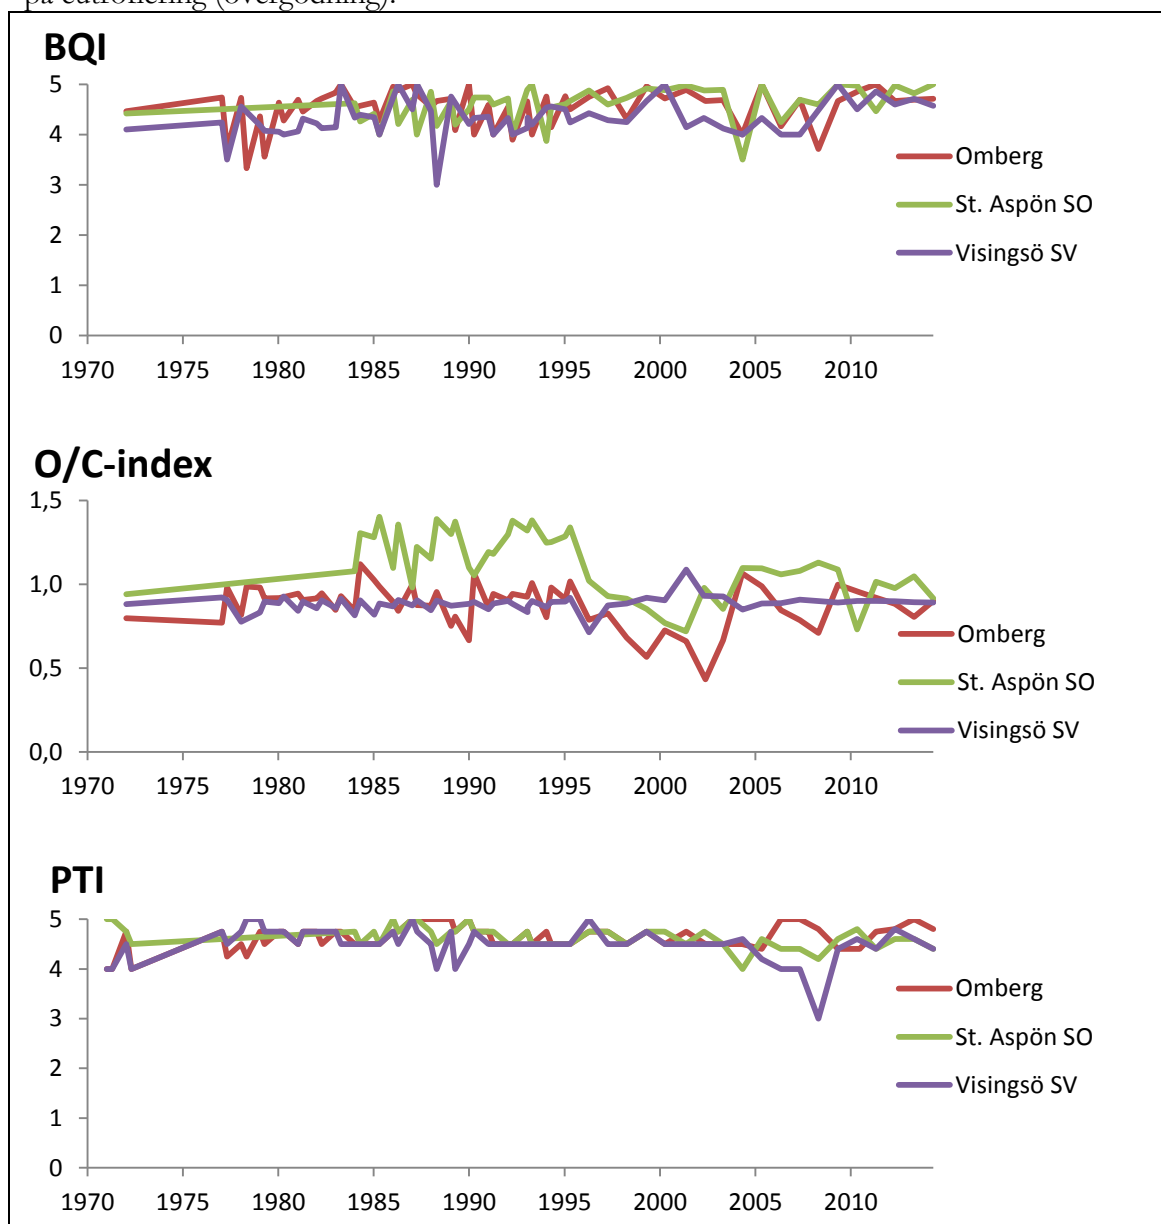 på eutrofiering (övergödning).
BQI
5
4
3
2
1
0
1970 1975 1980 1985 1990 1995 2000 2005 2010
Omberg
St. Aspön SO
Visingsö SV
O/C-index
1,5
1,0
0,5
0,0
1970 1975 1980 1985 1990 1995 2000 2005 2010
Omberg
St. Aspön SO
Visingsö SV
PTI
5
4
3
2
1
0
1970 1975 1980 1985 1990 1995 2000 2005 2010
Omberg
St. Aspön SO
Visingsö SV